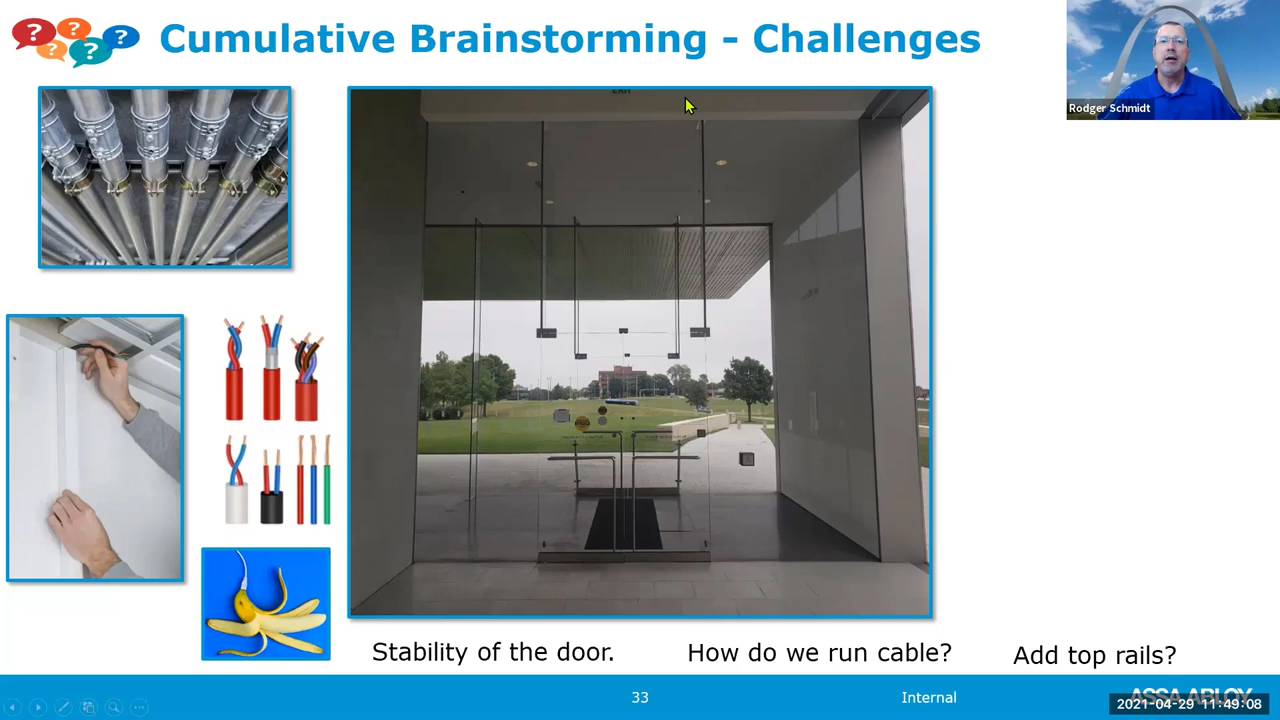 ? ? ? ? ?
Cumulative Brainstorming - Challenges
Rodger Schmidt
EXIT
Stability of the door.
How do we run cable?
Add top rails?
33
Internal
ASSA ABLOY
2021-04-29 11:49:08